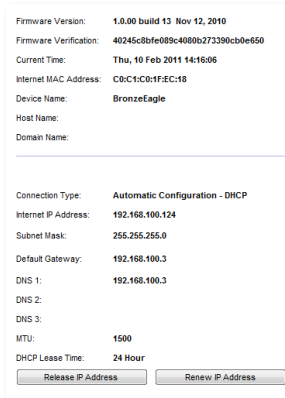 Firmware Version: 1.0.00 build 13 Nov 12, 2010
Firmware Verification: 40245c8bfe089c4080b273390cb0e650
Current Time: Thu, 10 Feb 2011 14:16:06
Internet MAC Address: C0:C1:C0:1F:EC:18
Device Name: BronzeEagle
Host Name:
Domain Name:
Connection Type: Automatic Configuration - DHCP
Internet IP Address: 192.168.100.124
Subnet Mask: 255.255.255.0
Default Gateway: 192.168.100.3
DNS 1: 192.168.100.3
DNS 2:
DNS 3:
MTU: 1500
DHCP Lease Time: 24 Hour
Release IP Address Renew IP Address